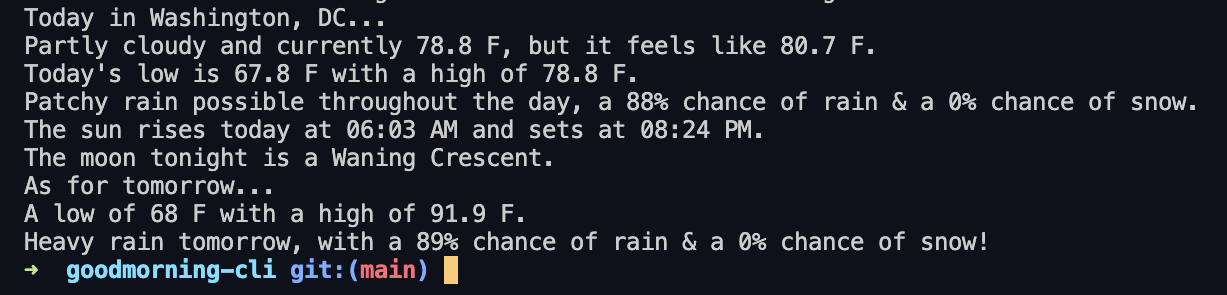 Today in Washington, DC...
Partly cloudy and currently 78.8 F, but it feels like 80.7 F.
Today's low is 67.8 F with a high of 78.8 F.
Patchy rain possible throughout the day, a 88% chance of rain & a 0% chance of snow.
The sun rises today at 06:03 AM and sets at 08:24 PM.
The moon tonight is a Waning Crescent.
As for tomorrow...
A low of 68 F with a high of 91.9 F.
Heavy rain tomorrow, with a 89% chance of rain & a 0% chance of snow!
➜ goodmorning-cli git:(main)